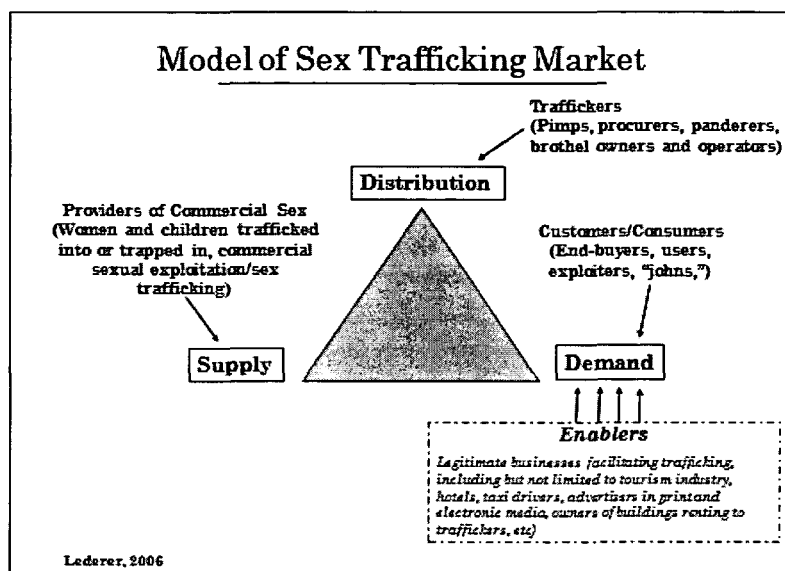 Model of Sex Trafficking Market
Traffickers
(Pimps, procurers, panderers,
brothel owners and operators)
Distribution
Providers of Commercial Sex
(Women and children trafficked
into or trapped in, commercial
sexual exploitation/sex
trafficking)
Customers/Consumers
(End-buyers, users,
exploiters, "johns,")
Supply
Demand
Enablers
Legitimate businesses facilitating trafficking,
including but not limited to tourism industry,
hotels, taxi drivers, advertisers in print and
electronic media, owners of buildings renting to
traffickers, etc)
Lederer, 2006